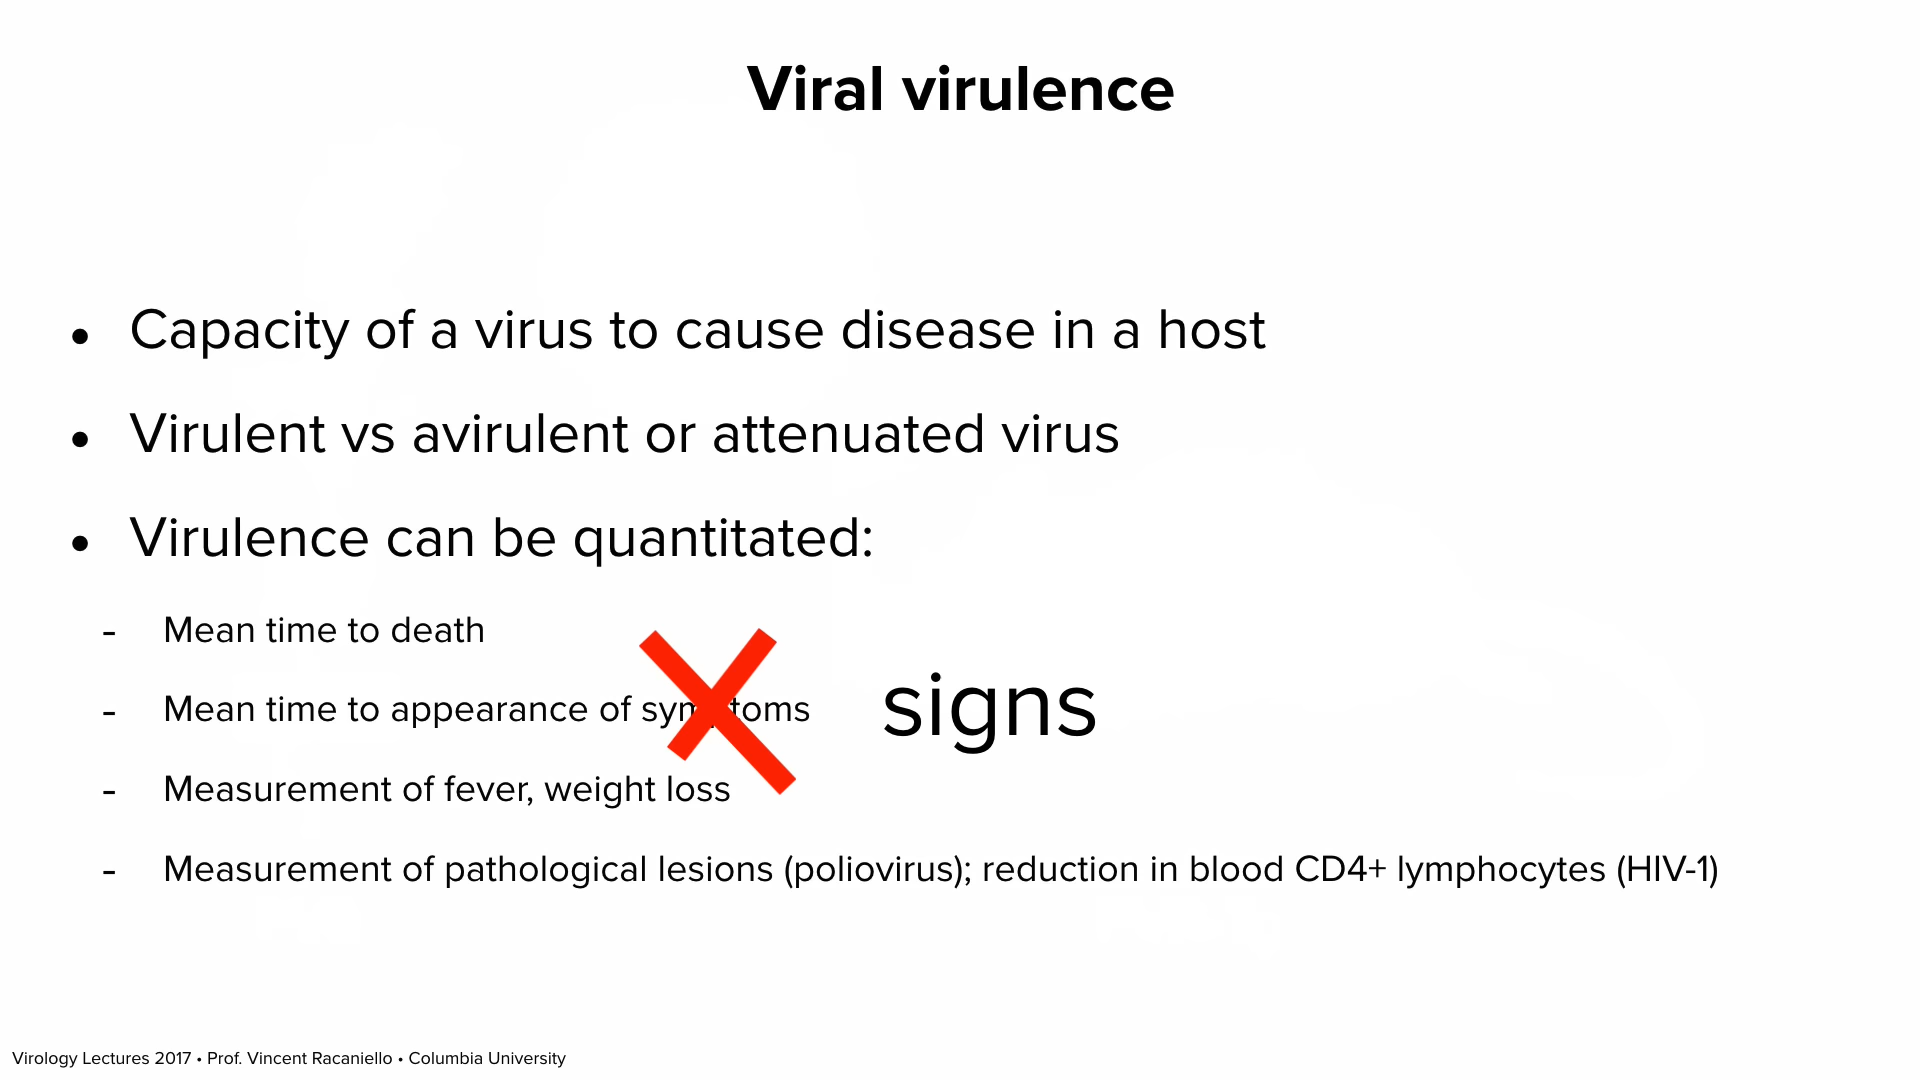 Viral virulence
• Capacity of a virus to cause disease in a host
• Virulent vs avirulent or attenuated virus
• Virulence can be quantitated:
- Mean time to death
- Mean time to appearance of symptoms
signs
- Measurement of fever, weight loss
- Measurement of pathological lesions (poliovirus); reduction in blood CD4+ lymphocytes (HIV-1)
Virology Lectures 2017 • Prof. Vincent Racaniello • Columbia University